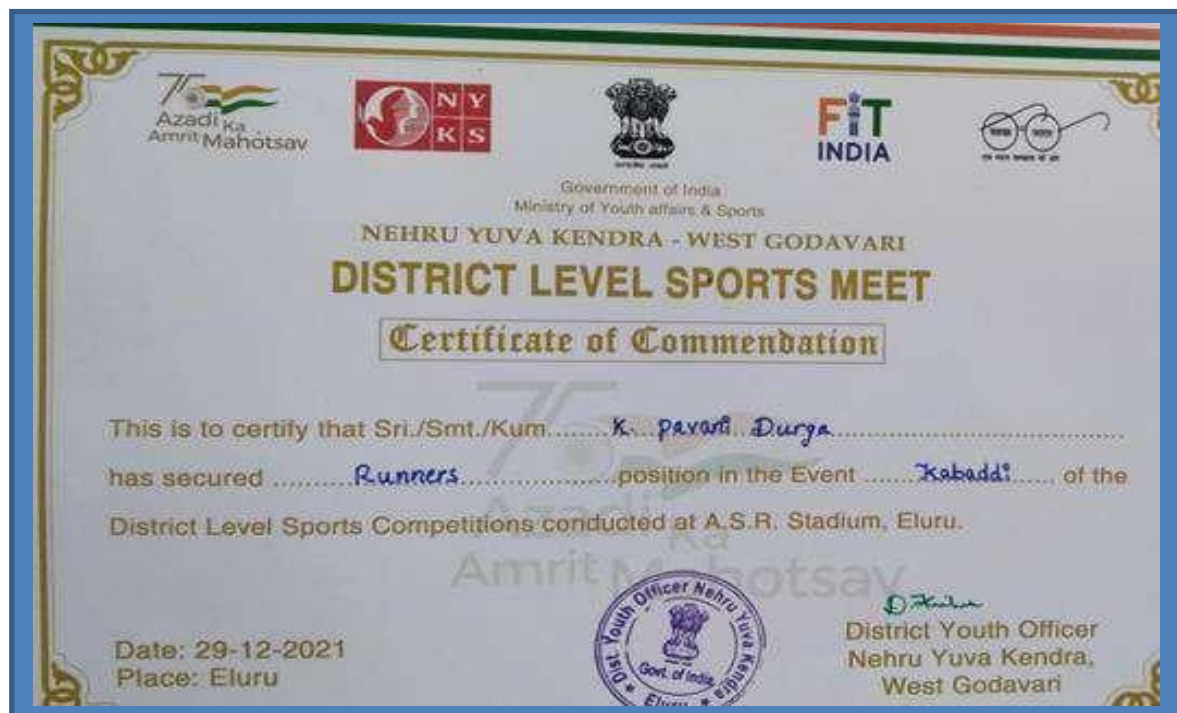 Azadi Ka
Amrit Mahotsav
N Y
K S
FIT
INDIA
Government of India
Ministry of Youth affairs & Sports
NEHRU YUVA KENDRA - WEST GODAVARI
DISTRICT LEVEL SPORTS MEET
Certificate of Commendation
This is to certify that Sri./Smt./Kum........K. pavani Durga................................
has secured ..........Runners...................position in the Event .......Kabaddi....... of the
District Level Sports Competitions conducted at A.S.R. Stadium, Eluru.
Azadi Ka
Amrit Mahotsav
Dist. Youth Officer Nehru Yuva Kendra
Govt. of India
Eluru
Date: 29-12-2021
Place: Eluru
District Youth Officer
Nehru Yuva Kendra,
West Godavari